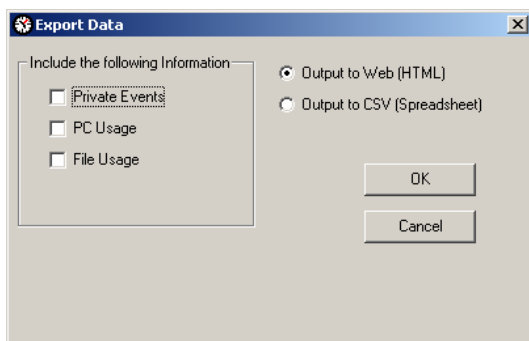 Export Data
Include the following Information
Private Events
PC Usage
File Usage
Output to Web (HTML)
Output to CSV (Spreadsheet)
OK
Cancel